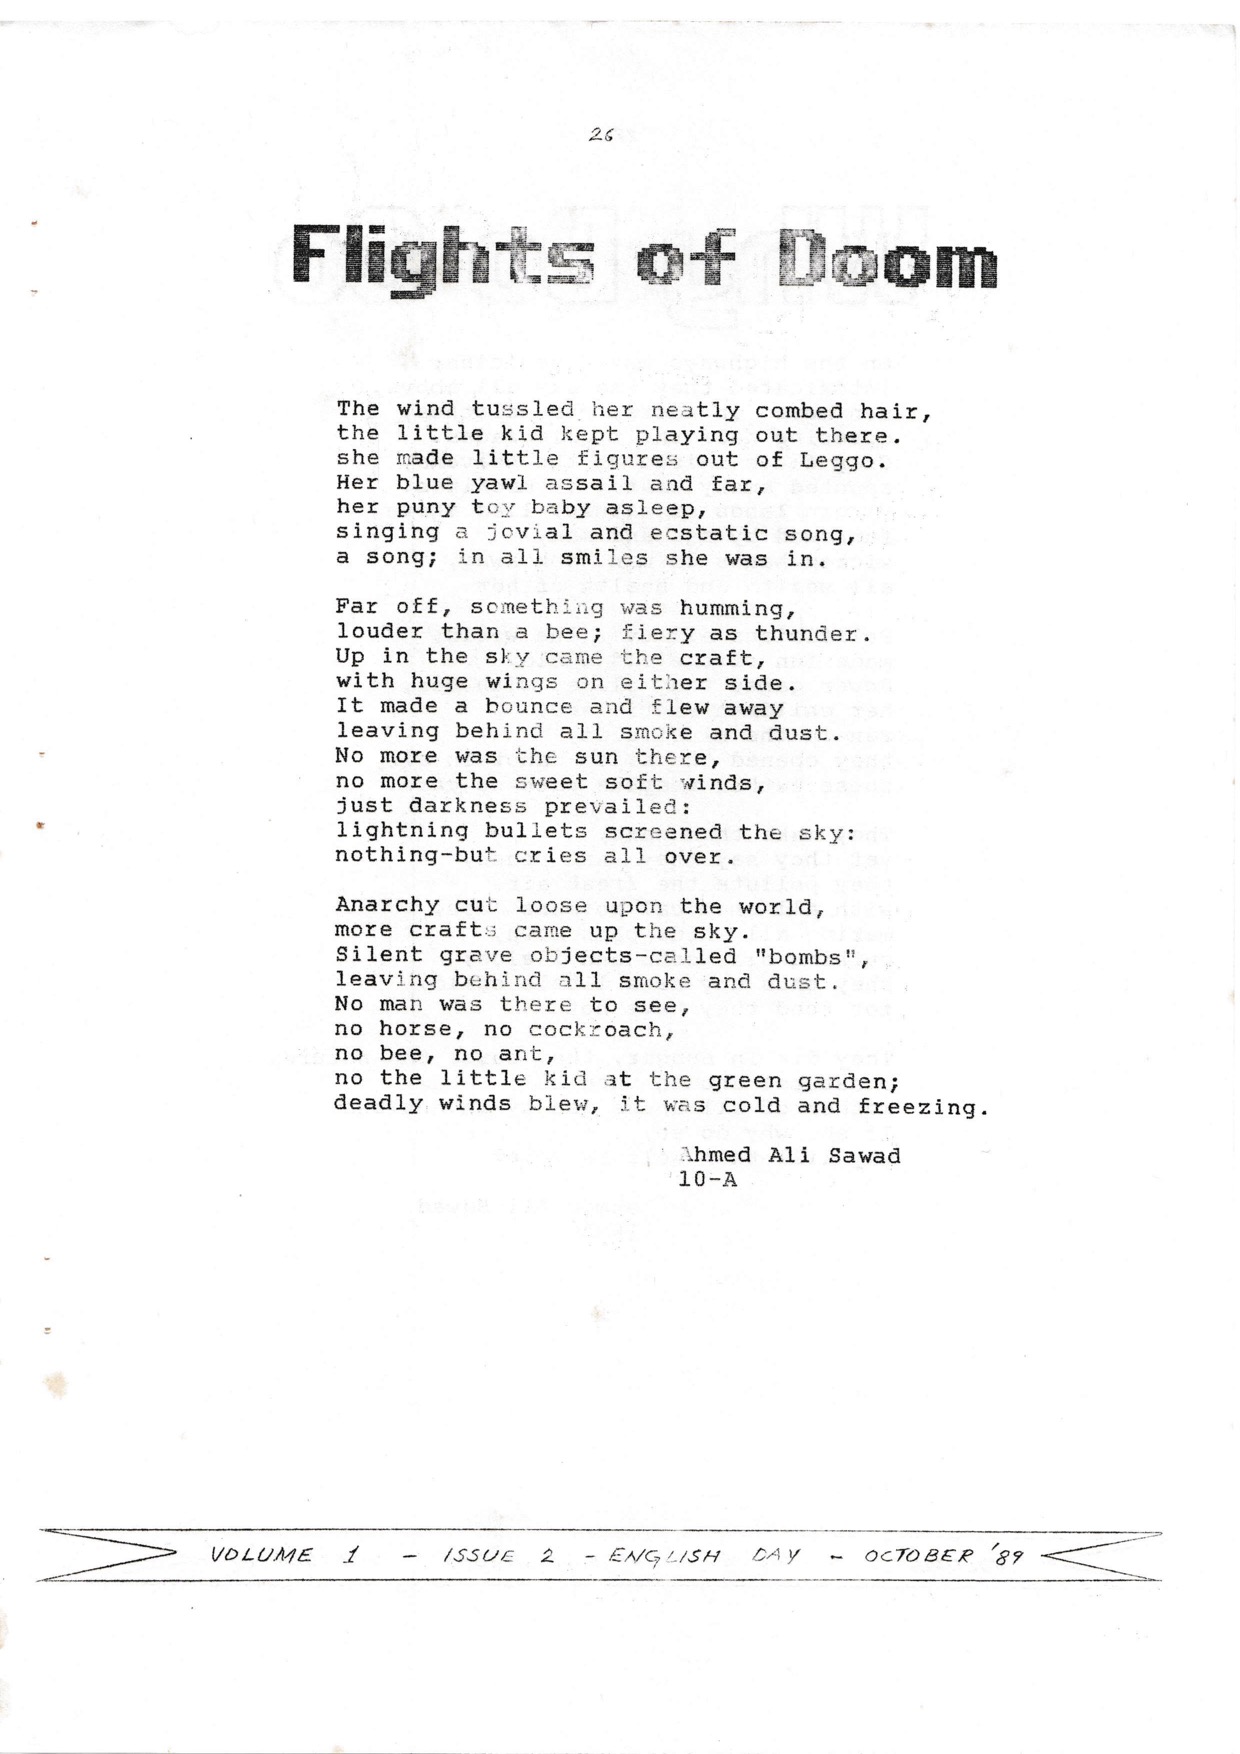 26
Flights of Doom
The wind tussled her neatly combed hair,
the little kid kept playing out there.
she made little figures out of Leggo.
Her blue yawl assail and far,
her puny toy baby asleep,
singing a jovial and ecstatic song,
a song; in all smiles she was in.
Far off, something was humming,
louder than a bee; fiery as thunder.
Up in the sky came the craft,
with huge wings on either side.
It made a bounce and flew away
leaving behind all smoke and dust.
No more was the sun there,
no more the sweet soft winds,
just darkness prevailed:
lightning bullets screened the sky:
nothing-but cries all over.
Anarchy cut loose upon the world,
more crafts came up the sky.
Silent grave objects-called "bombs",
leaving behind all smoke and dust.
No man was there to see,
no horse, no cockroach,
no bee, no ant,
no the little kid at the green garden;
deadly winds blew, it was cold and freezing.
Ahmed Ali Sawad
10-A
VOLUME 1 - ISSUE 2 - ENGLISH DAY - OCTOBER '89